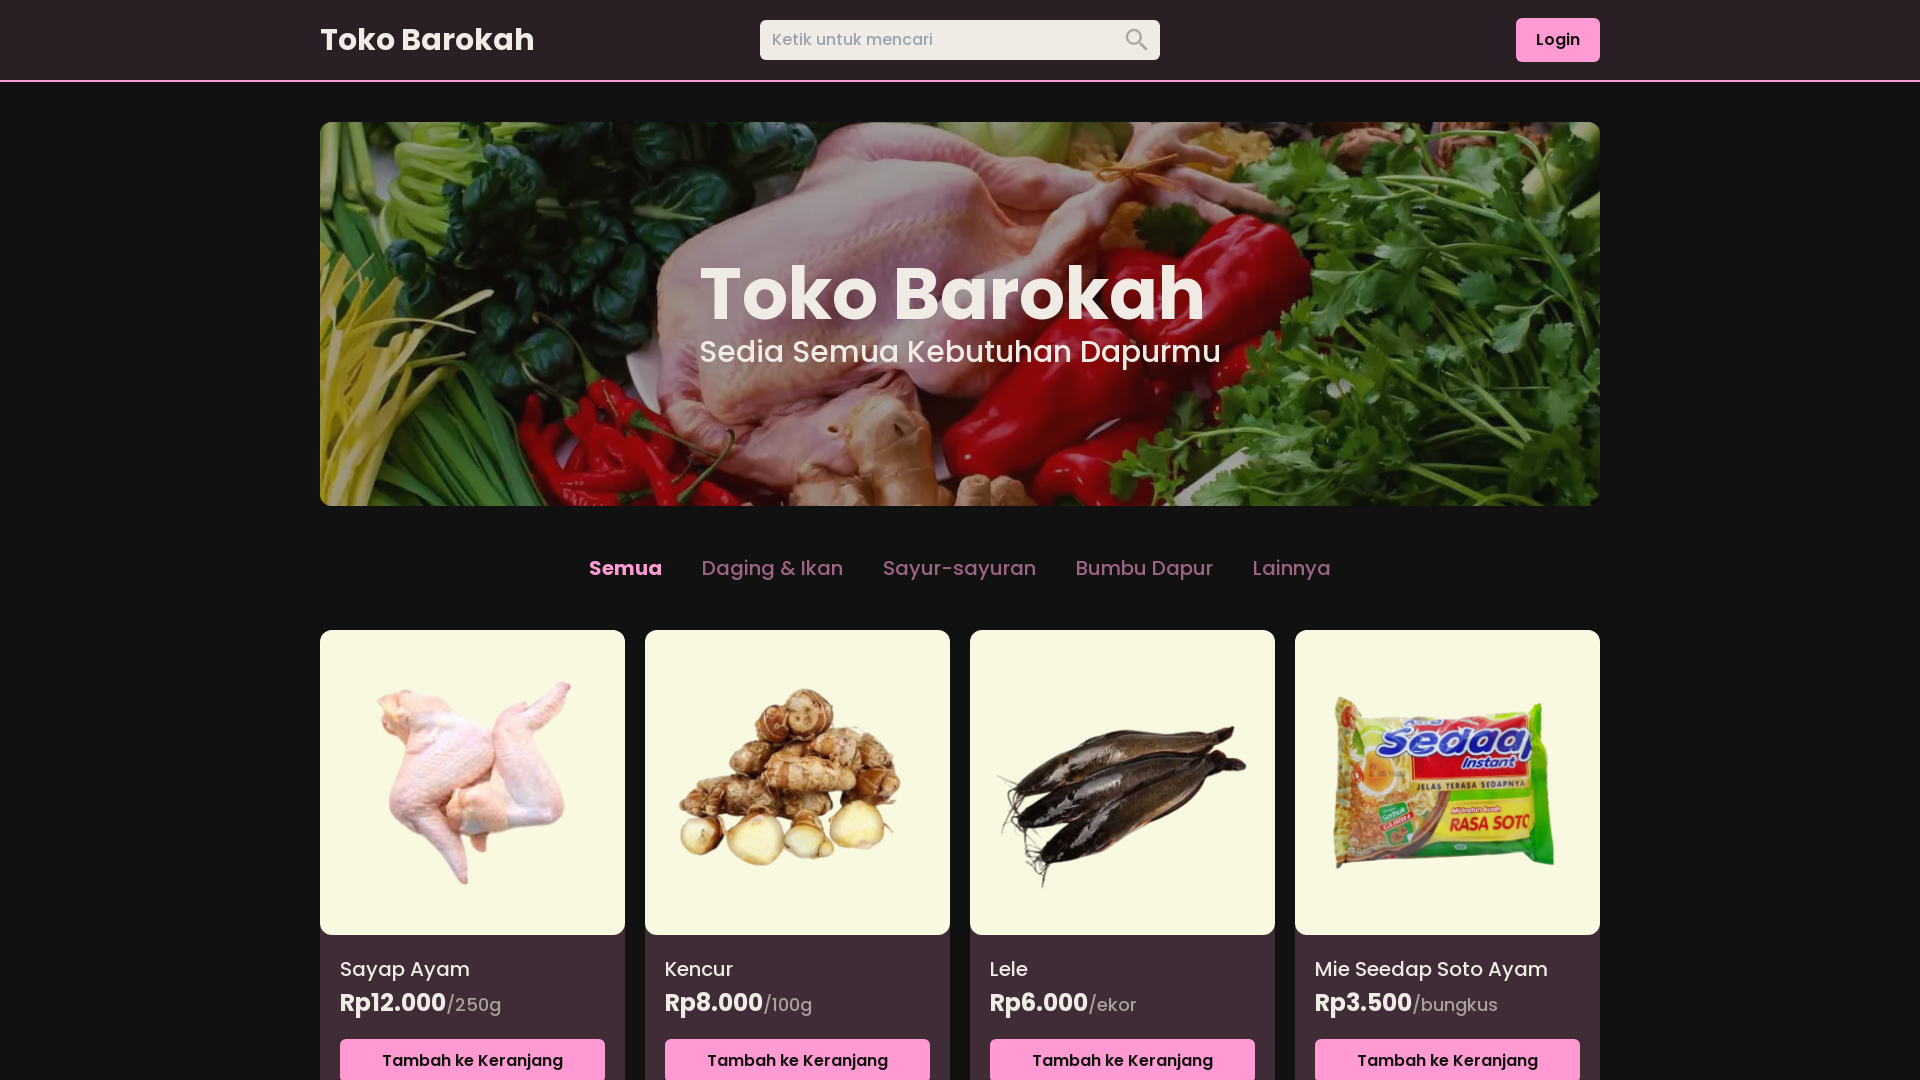 Toko Barokah
Ketik untuk mencari
Login
Toko Barokah
Sedia Semua Kebutuhan Dapurmu
Semua
Daging & Ikan
Sayur-sayuran
Bumbu Dapur
Lainnya
Sedaap
Instant
JELAS TERASA SEDAPNYA
Mi Instan Kuah
RASA SOTO
Sayap Ayam
Rp12.000/250g
Tambah ke Keranjang
Kencur
Rp8.000/100g
Tambah ke Keranjang
Lele
Rp6.000/ekor
Tambah ke Keranjang
Mie Seedap Soto Ayam
Rp3.500/bungkus
Tambah ke Keranjang